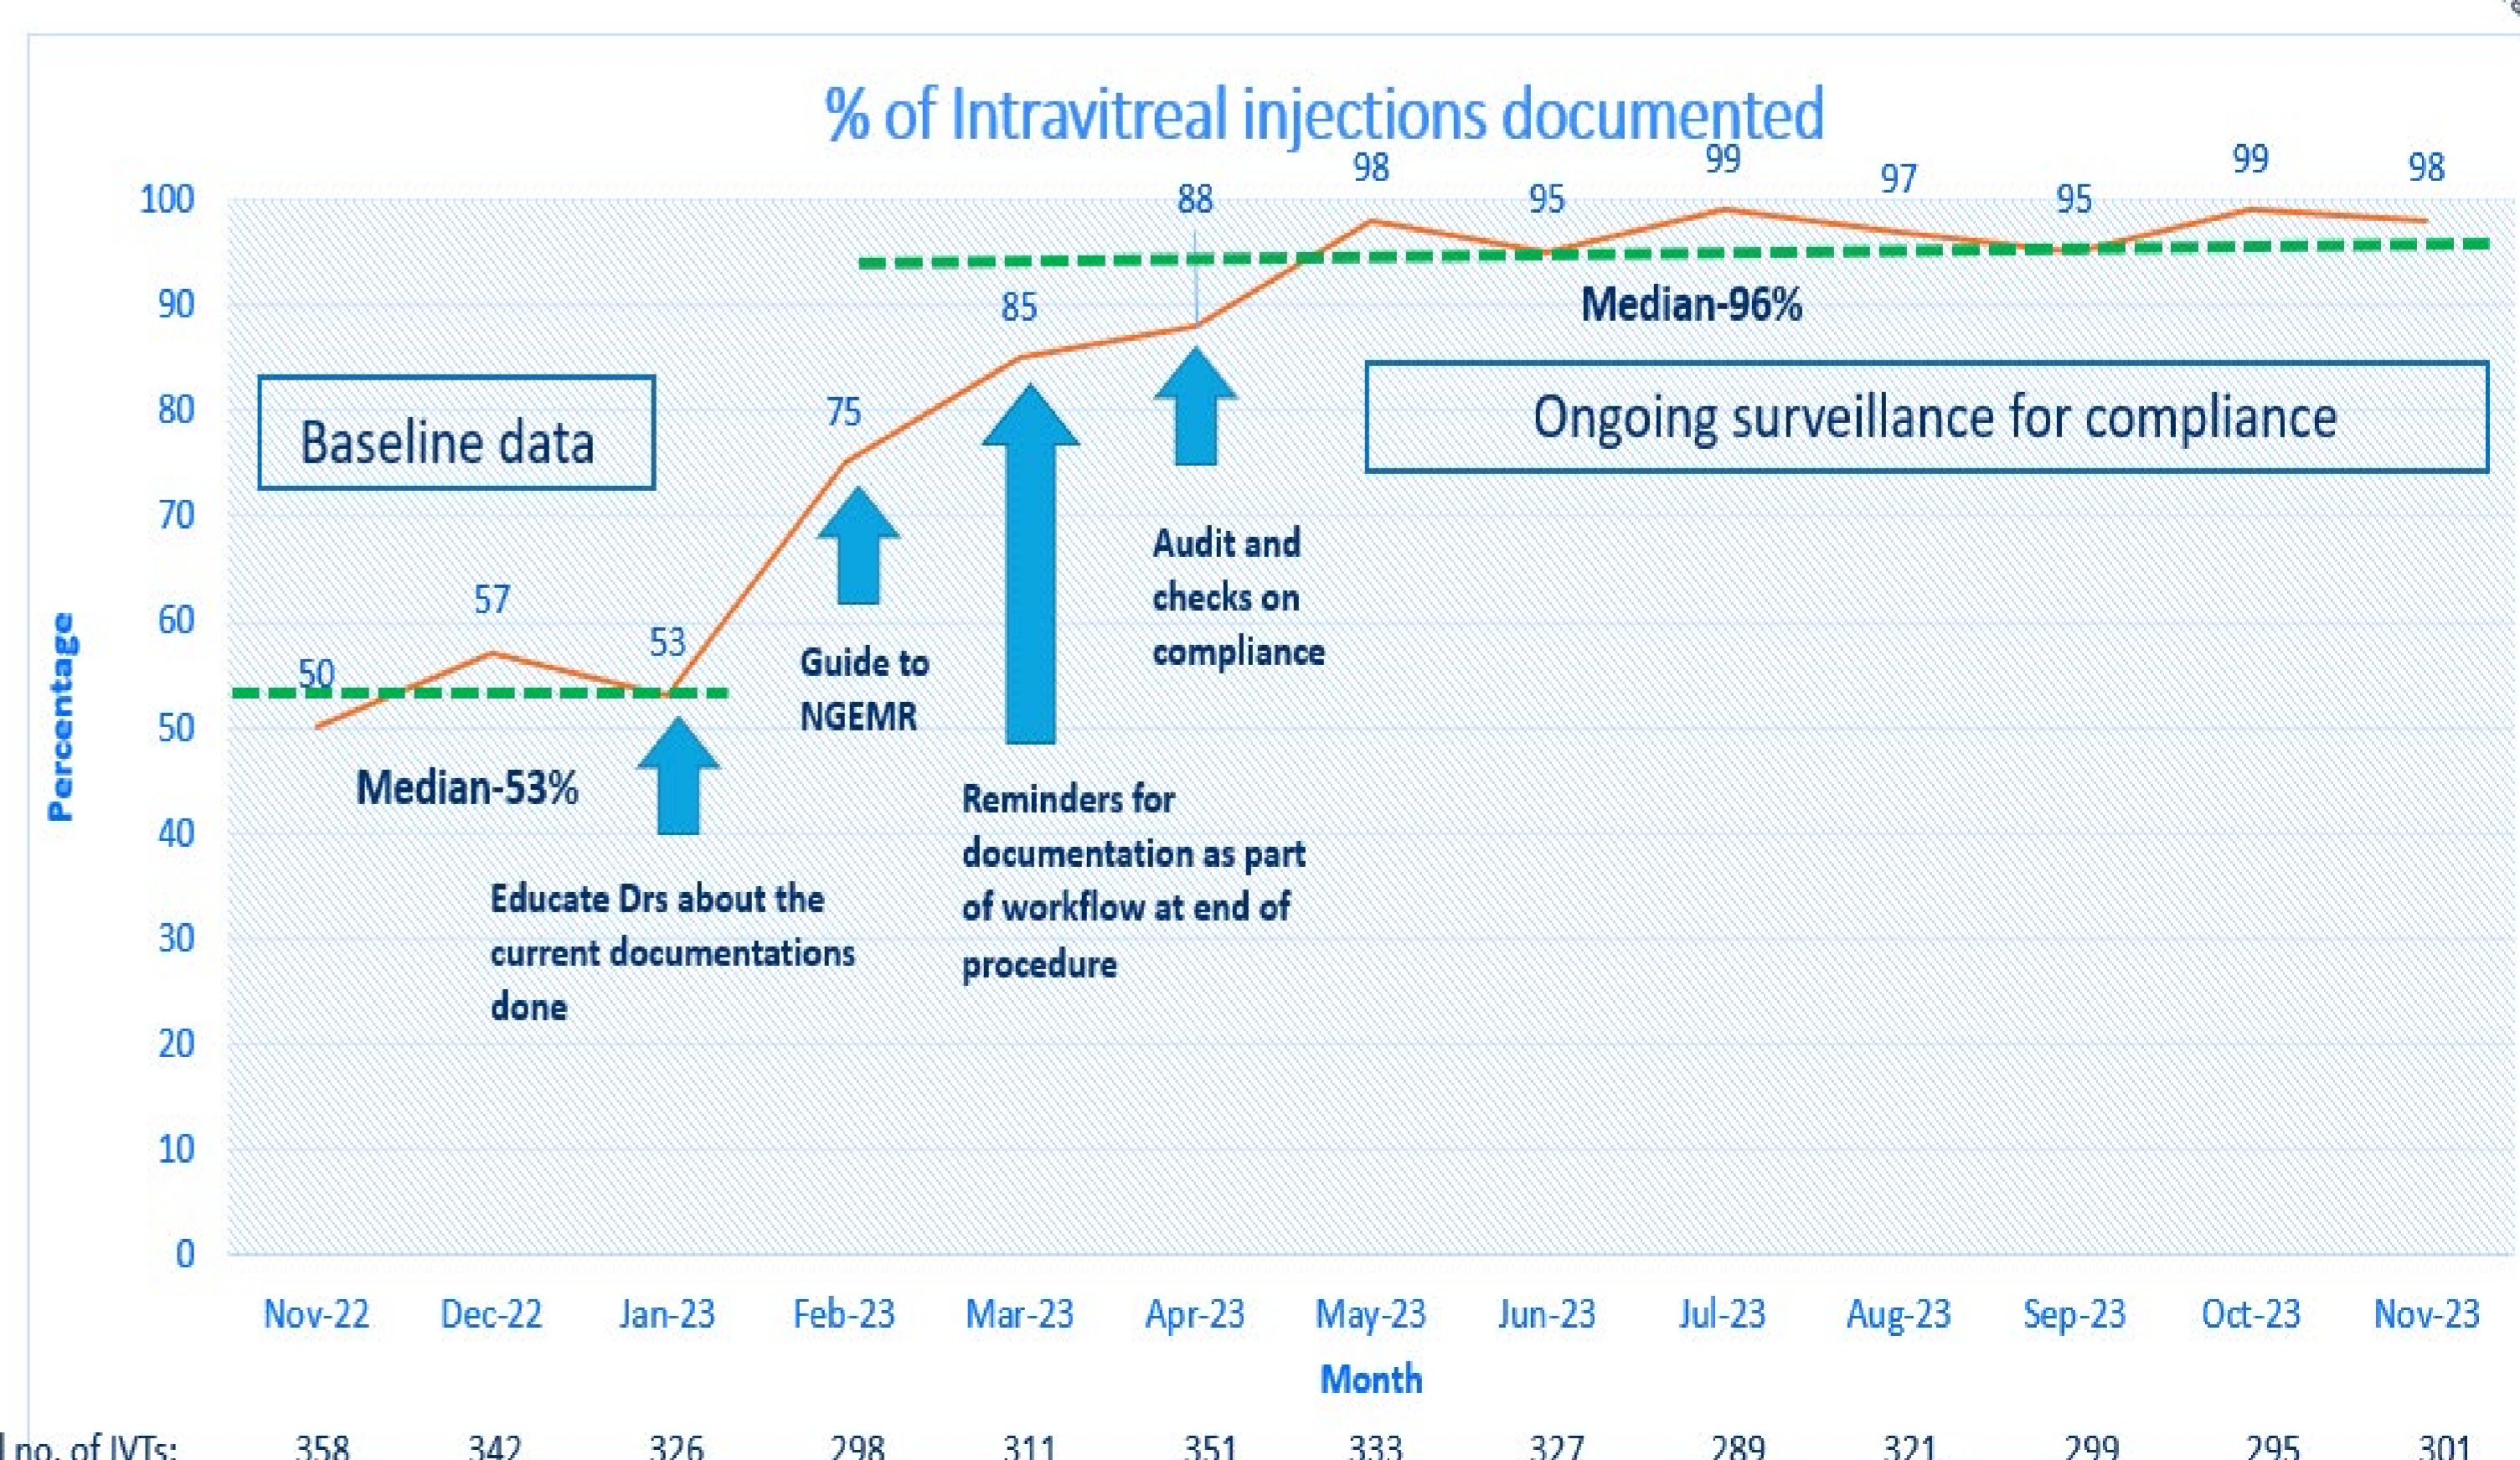 % of Intravitreal injections documented
98
99
99
98
97
88
95
95
100
90
80
70
60
50
40
30
20
10
0
85
75
57
53
50
Median-96%
Baseline data
Ongoing surveillance for compliance
Audit and
checks on
compliance
Guide to
NGEMR
Median-53%
Reminders for
documentation as part
of workflow at end of
procedure
Educate Drs about the
current documentations
done
Percentage
Nov-22 Dec-22 Jan-23 Feb-23 Mar-23 Apr-23 May-23 Jun-23 Jul-23 Aug-23 Sep-23 Oct-23 Nov-23
Month
no. of IVTs: 358 342 326 298 311 351 333 327 289 321 299 295 301